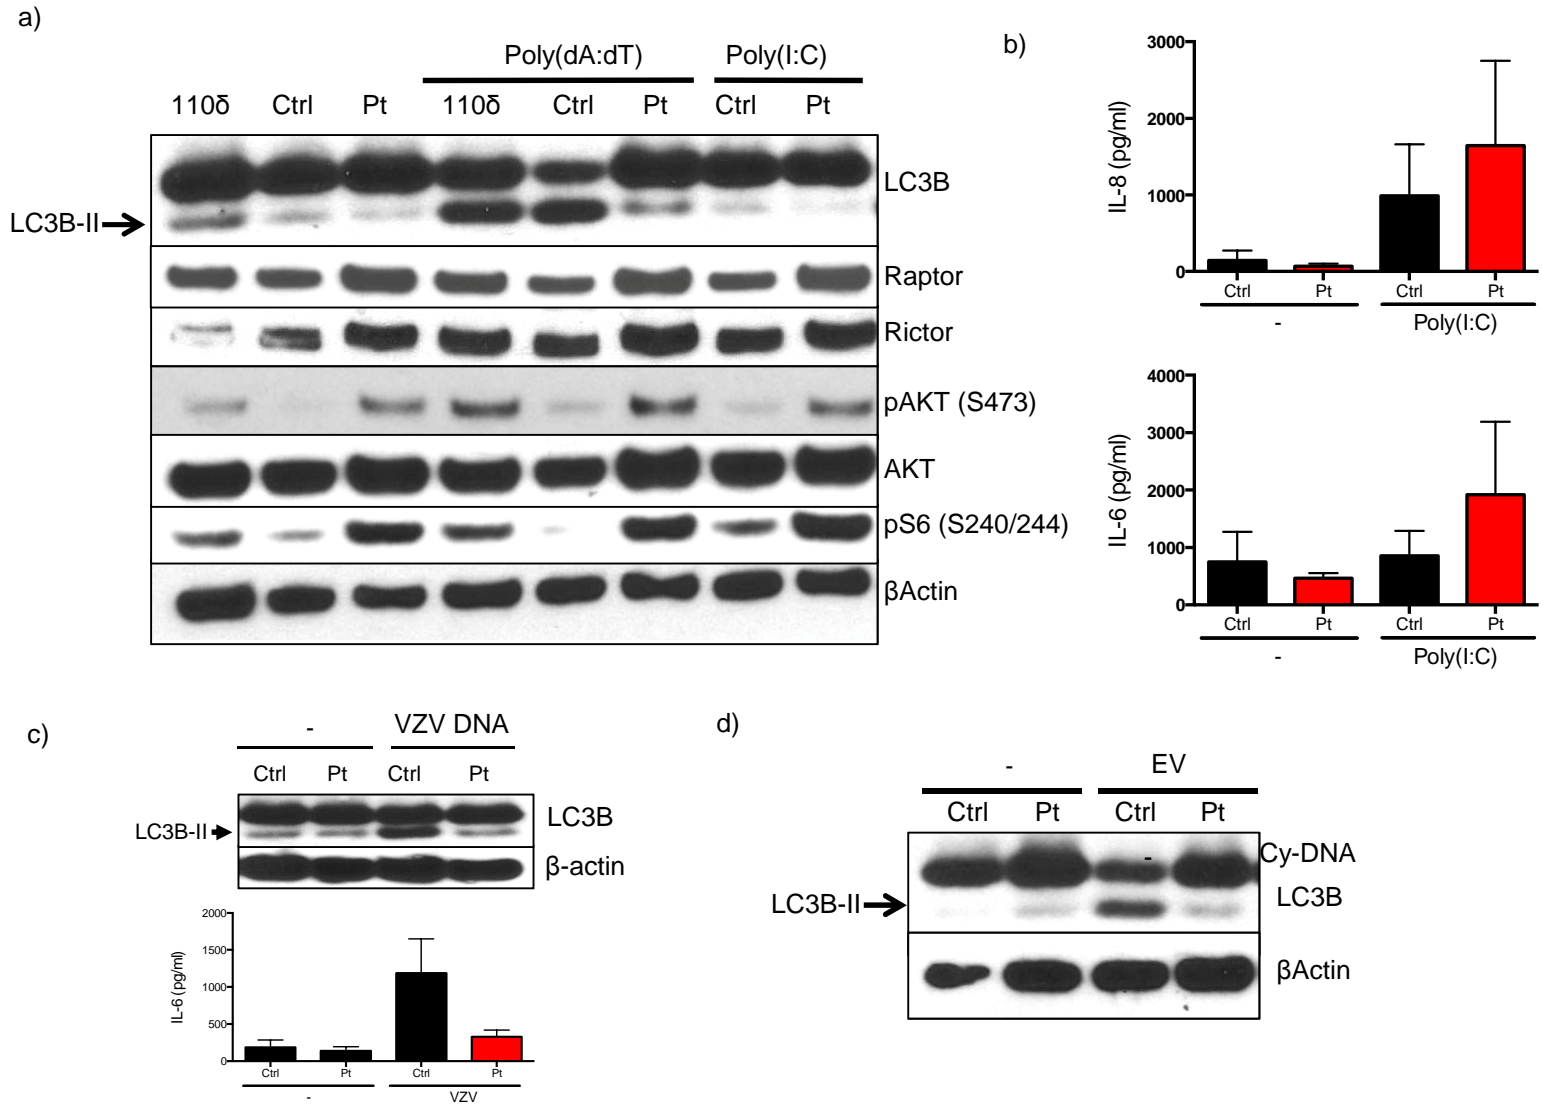 a)
Poly(dA:dT) Poly(I:C)
110δ Ctrl Pt 110δ Ctrl Pt Ctrl Pt
LC3B
LC3B-II
Raptor
Rictor
pAKT (S473)
AKT
pS6 (S240/244)
βActin
b)
3000
2000
1000
0
IL-8 (pg/ml)
Ctrl Pt Ctrl Pt
- Poly(I:C)
4000
3000
2000
1000
0
IL-6 (pg/ml)
Ctrl Pt Ctrl Pt
- Poly(I:C)
c)
- VZV DNA
Ctrl Pt Ctrl Pt
LC3B
LC3B-II
β-actin
2000
1500
1000
500
0
IL-6 (pg/ml)
Ctrl Pt Ctrl Pt
- VZV
d)
- EV
Ctrl Pt Ctrl Pt
- Cy-DNA
LC3B
LC3B-II
βActin